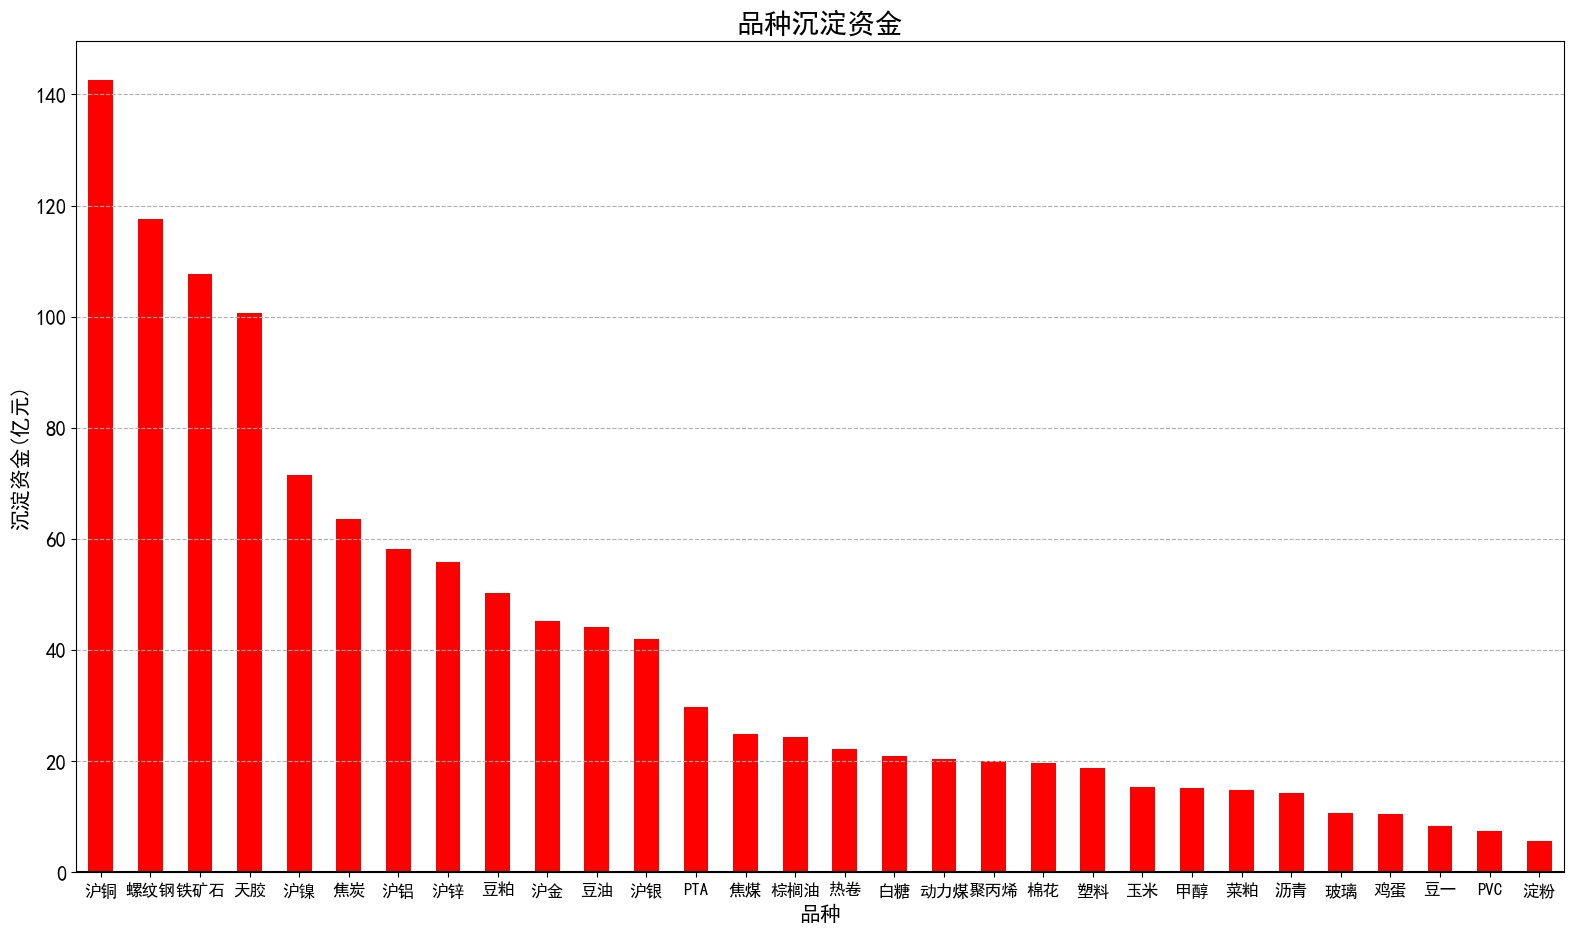 品种沉淀资金
沉淀资金(亿元)
140
120
100
80
60
40
20
0
沪铜 螺纹钢 铁矿石 天胶 沪镍 焦炭 沪铝 沪锌 豆粕 沪金 豆油 沪银 PTA 焦煤 棕榈油 热卷 白糖 动力煤 聚丙烯 棉花 塑料 玉米 甲醇 菜粕 沥青 玻璃 鸡蛋 豆一 PVC 淀粉
品种